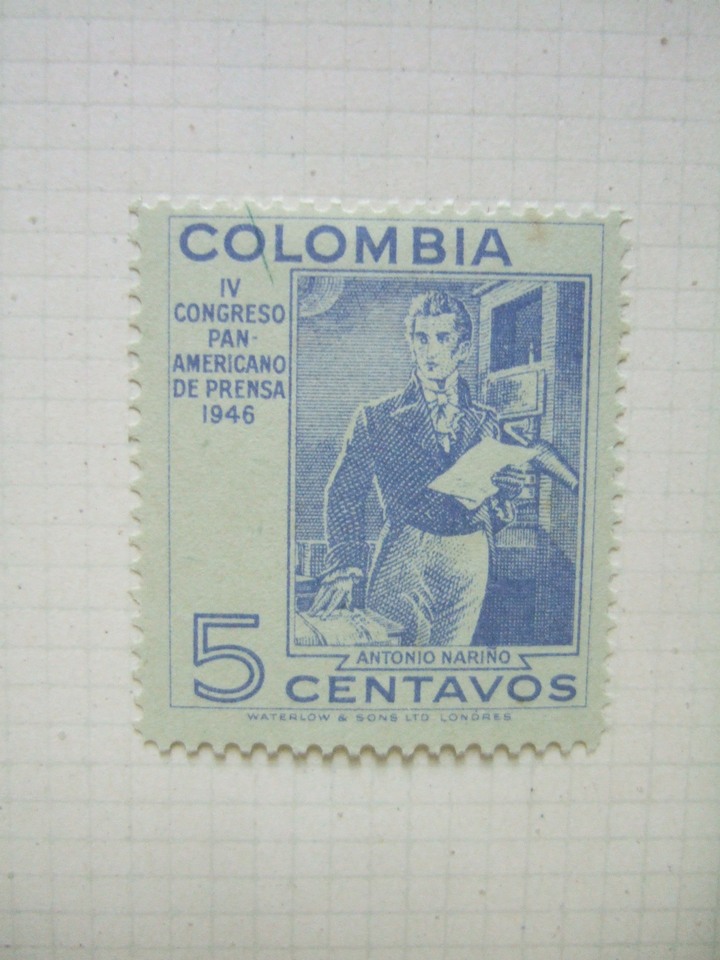 COLOMBIA
IV
CONGRESO
PAN-
AMERICANO
DE PRENSA
1946
ANTONIO NARIÑO
5 CENTAVOS
WATERLOW & SONS LTD. LONDRES